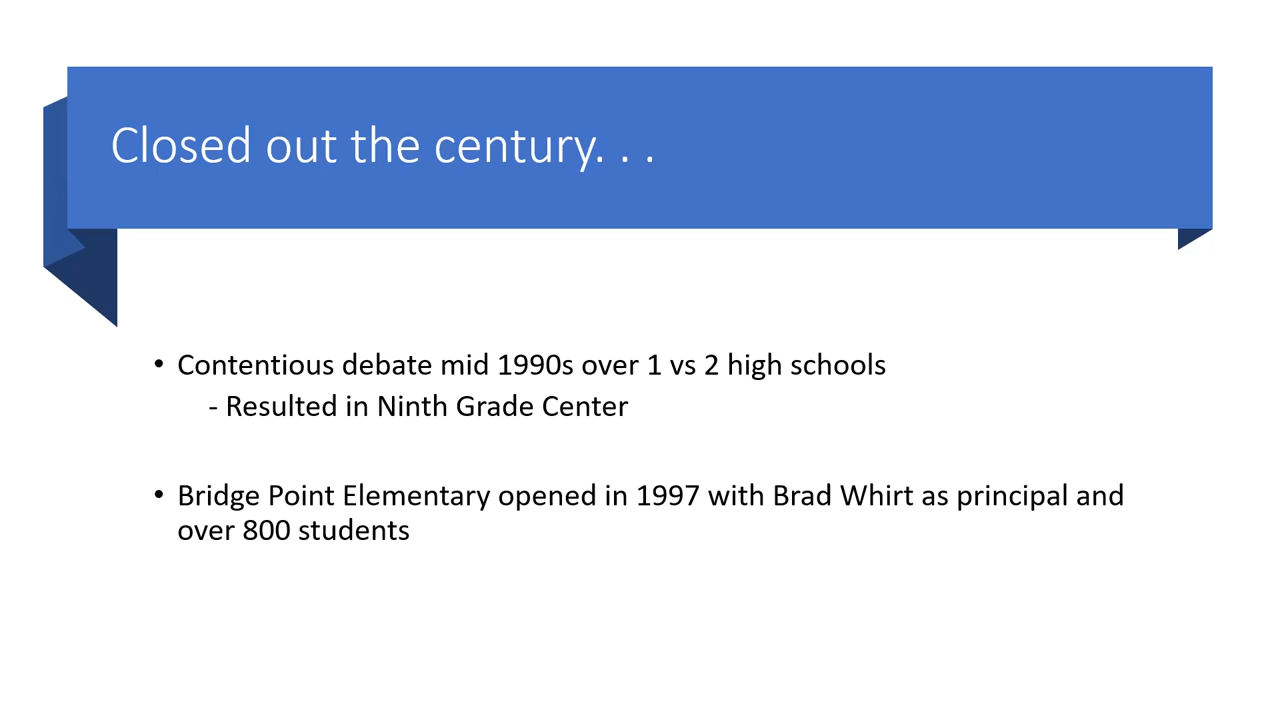 Closed out the century. . .
• Contentious debate mid 1990s over 1 vs 2 high schools
- Resulted in Ninth Grade Center
• Bridge Point Elementary opened in 1997 with Brad Whirt as principal and
over 800 students